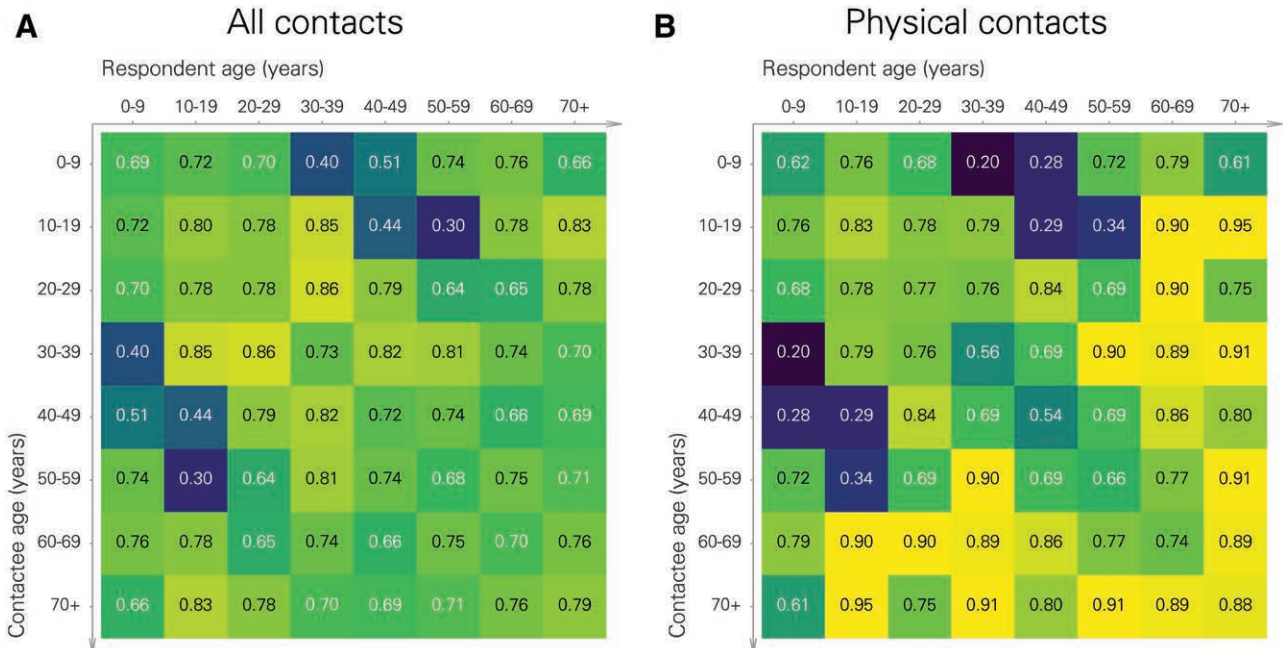 A All contacts
Respondent age (years)
0-9 10-19 20-29 30-39 40-49 50-59 60-69 70+
0-9 0.69 0.72 0.70 0.40 0.51 0.74 0.76 0.66
10-19 0.72 0.80 0.78 0.85 0.44 0.30 0.78 0.83
20-29 0.70 0.78 0.78 0.86 0.79 0.64 0.65 0.78
30-39 0.40 0.85 0.86 0.73 0.82 0.81 0.74 0.70
40-49 0.51 0.44 0.79 0.82 0.72 0.74 0.66 0.69
50-59 0.74 0.30 0.64 0.81 0.74 0.68 0.75 0.71
60-69 0.76 0.78 0.65 0.74 0.66 0.75 0.70 0.76
70+ 0.66 0.83 0.78 0.70 0.69 0.71 0.76 0.79
Contactee age (years)
B Physical contacts
Respondent age (years)
0-9 10-19 20-29 30-39 40-49 50-59 60-69 70+
0-9 0.62 0.76 0.68 0.20 0.28 0.72 0.79 0.61
10-19 0.76 0.83 0.78 0.79 0.29 0.34 0.90 0.95
20-29 0.68 0.78 0.77 0.76 0.84 0.69 0.90 0.75
30-39 0.20 0.79 0.76 0.56 0.69 0.90 0.89 0.91
40-49 0.28 0.29 0.84 0.69 0.54 0.69 0.86 0.80
50-59 0.72 0.34 0.69 0.90 0.69 0.66 0.77 0.91
60-69 0.79 0.90 0.90 0.89 0.86 0.77 0.74 0.89
70+ 0.61 0.95 0.75 0.91 0.80 0.91 0.89 0.88
Contactee age (years)